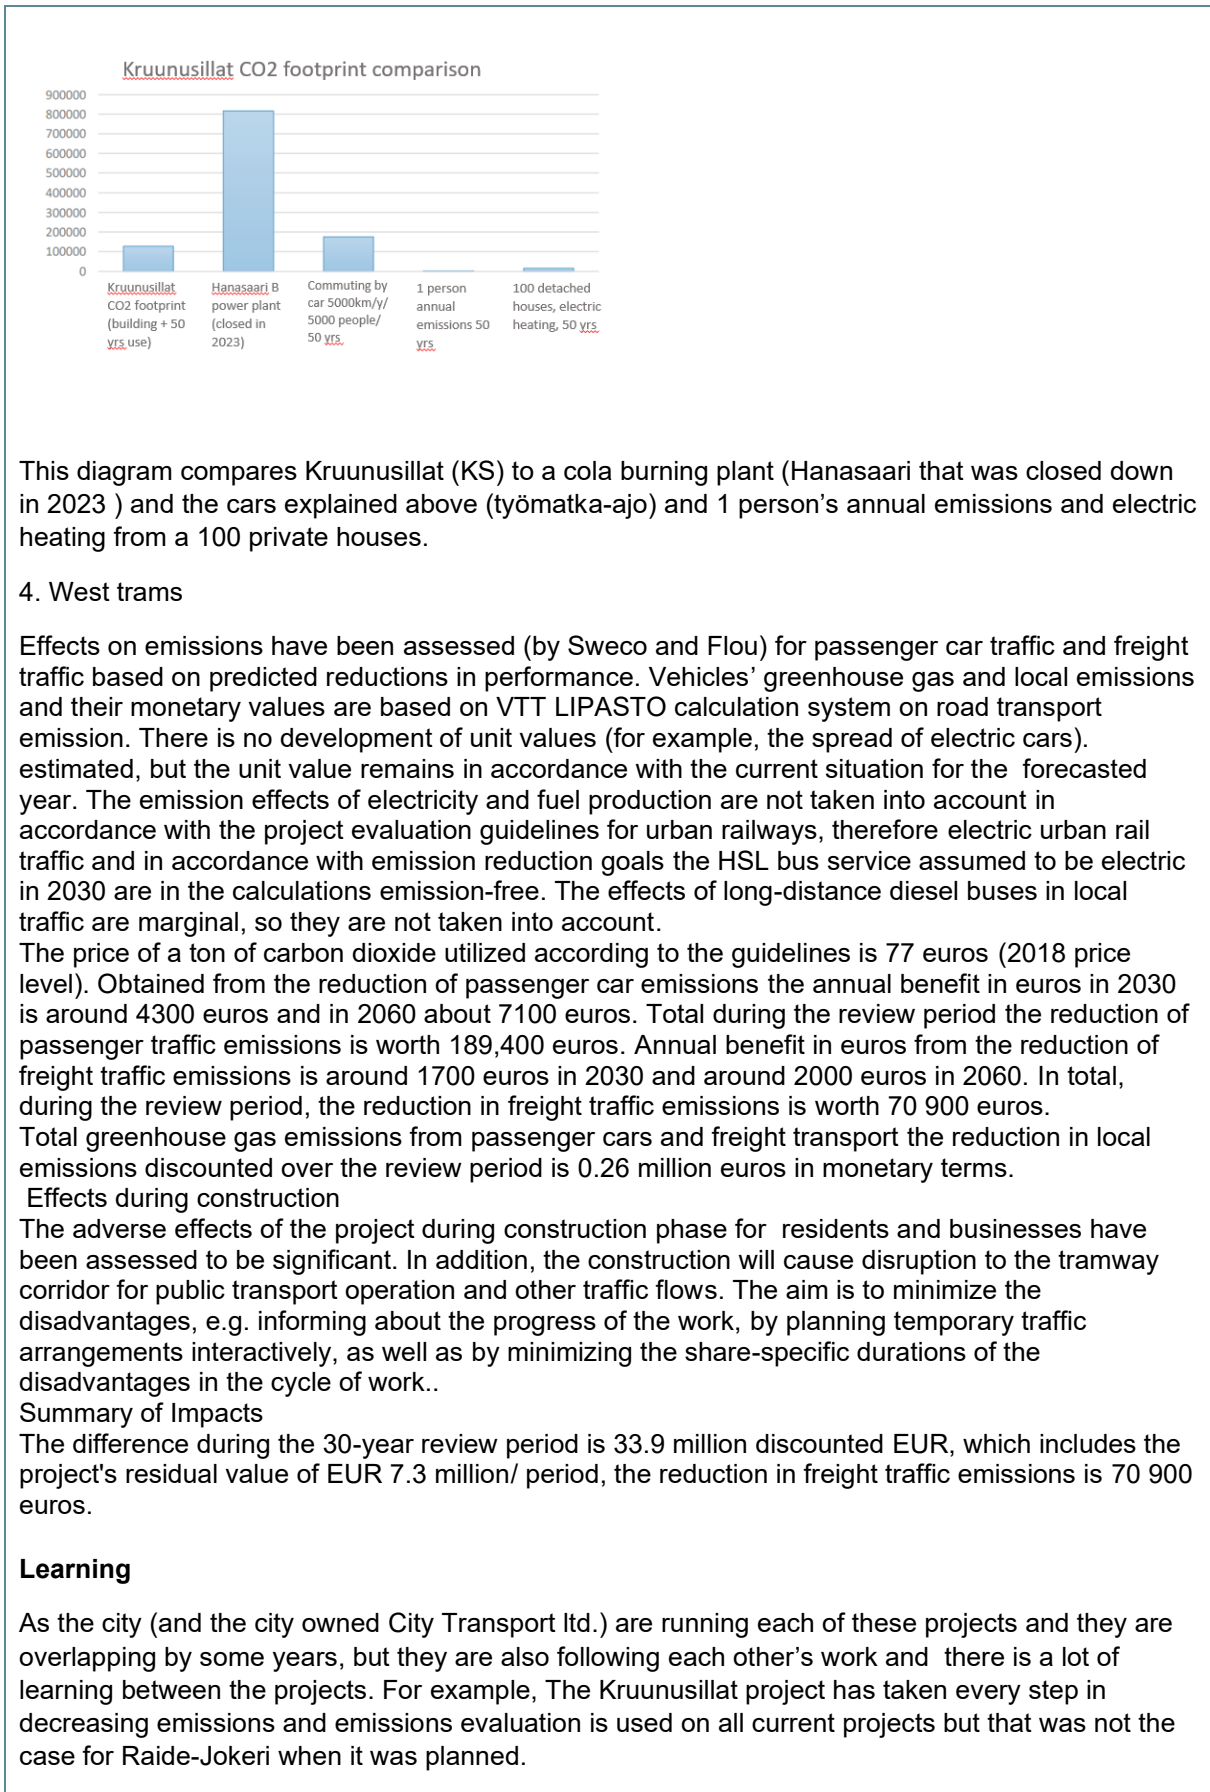 Kruunusillat CO2 footprint comparison
900000
800000
700000
600000
500000
400000
300000
200000
100000
0
Kruunusillat
CO2 footprint
(building + 50
yrs use)
Hanasaari B
power plant
(closed in
2023)
Commuting by
car 5000km/y/
5000 people/
50 yrs
1 person
annual
emissions 50
yrs
100 detached
houses, electric
heating, 50 yrs
This diagram compares Kruunusillat (KS) to a cola burning plant (Hanasaari that was closed down
in 2023 ) and the cars explained above (työmatka-ajo) and 1 person’s annual emissions and electric
heating from a 100 private houses.
4. West trams
Effects on emissions have been assessed (by Sweco and Flou) for passenger car traffic and freight
traffic based on predicted reductions in performance. Vehicles’ greenhouse gas and local emissions
and their monetary values are based on VTT LIPASTO calculation system on road transport
emission. There is no development of unit values (for example, the spread of electric cars).
estimated, but the unit value remains in accordance with the current situation for the  forecasted
year. The emission effects of electricity and fuel production are not taken into account in
accordance with the project evaluation guidelines for urban railways, therefore electric urban rail
traffic and in accordance with emission reduction goals the HSL bus service assumed to be electric
in 2030 are in the calculations emission-free. The effects of long-distance diesel buses in local
traffic are marginal, so they are not taken into account.
The price of a ton of carbon dioxide utilized according to the guidelines is 77 euros (2018 price
level). Obtained from the reduction of passenger car emissions the annual benefit in euros in 2030
is around 4300 euros and in 2060 about 7100 euros. Total during the review period the reduction of
passenger traffic emissions is worth 189,400 euros. Annual benefit in euros from the reduction of
freight traffic emissions is around 1700 euros in 2030 and around 2000 euros in 2060. In total,
during the review period, the reduction in freight traffic emissions is worth 70 900 euros.
Total greenhouse gas emissions from passenger cars and freight transport the reduction in local
emissions discounted over the review period is 0.26 million euros in monetary terms.
Effects during construction
The adverse effects of the project during construction phase for  residents and businesses have
been assessed to be significant. In addition, the construction will cause disruption to the tramway
corridor for public transport operation and other traffic flows. The aim is to minimize the
disadvantages, e.g. informing about the progress of the work, by planning temporary traffic
arrangements interactively, as well as by minimizing the share-specific durations of the
disadvantages in the cycle of work..
Summary of Impacts
The difference during the 30-year review period is 33.9 million discounted EUR, which includes the
project's residual value of EUR 7.3 million/ period, the reduction in freight traffic emissions is 70 900
euros.
Learning
As the city (and the city owned City Transport ltd.) are running each of these projects and they are
overlapping by some years, but they are also following each other’s work and  there is a lot of
learning between the projects. For example, The Kruunusillat project has taken every step in
decreasing emissions and emissions evaluation is used on all current projects but that was not the
case for Raide-Jokeri when it was planned.